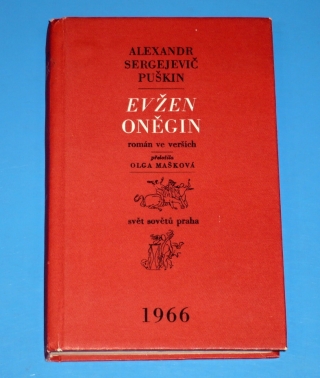 ALEXANDR
SERGEJEVIČ
PUŠKIN
EVŽEN
ONĚGIN
román ve verších
přeložila
OLGA MAŠKOVÁ
svět sovětů praha
1966